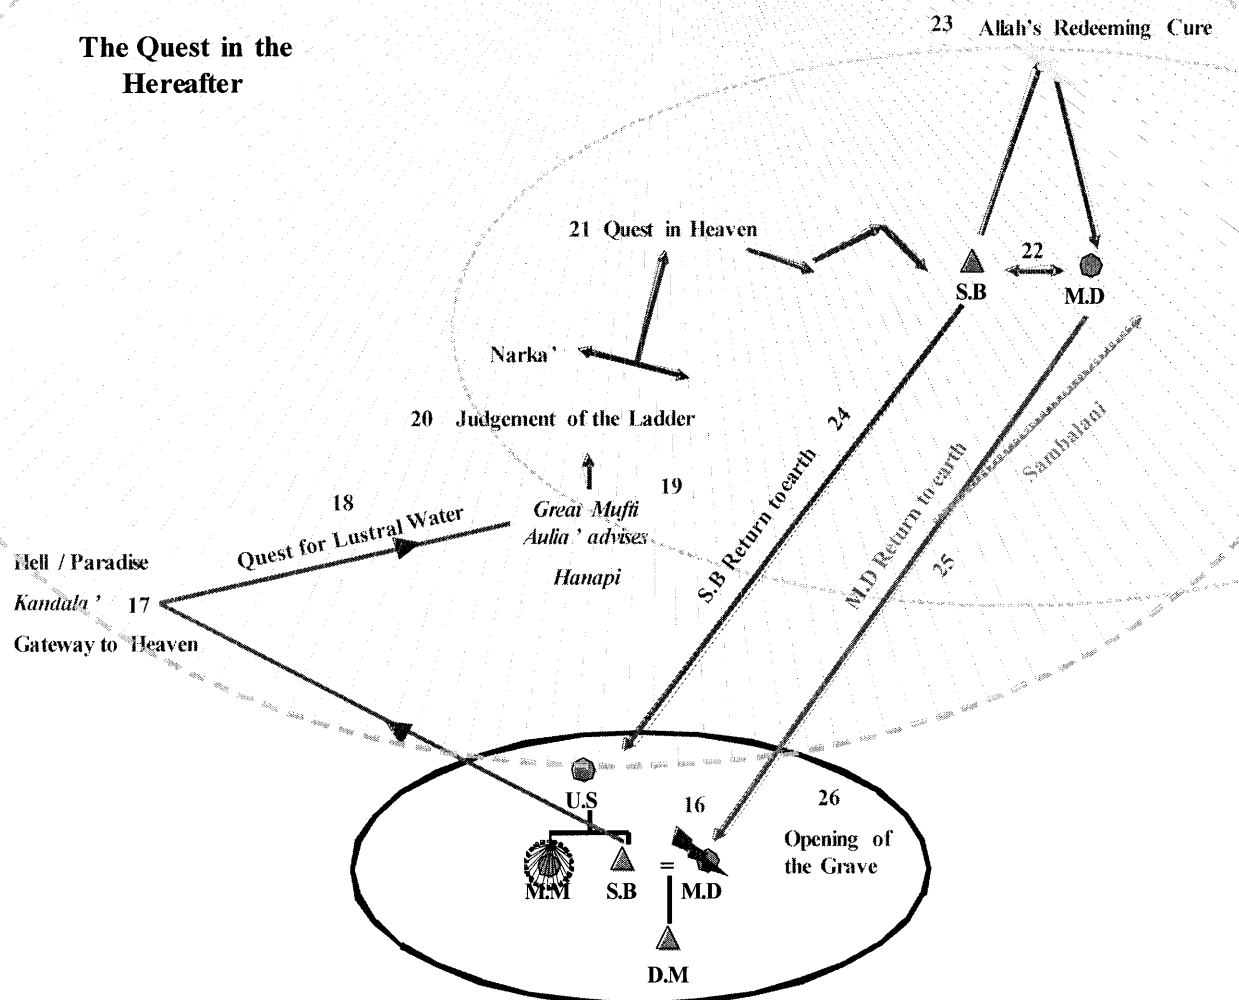 The Quest in the
Hereafter
23 Allah's Redeeming Cure
21 Quest in Heaven
22
S.B
M.D
Narka'
20 Judgement of the Ladder
19
Great Mufti
Aulia' advises
Hanapi
18
Quest for Lustral Water
Hell / Paradise
Kandala' 17
Gateway to Heaven
24
S.B Return to earth
M.D Return to earth
25
Sambalani
U.S
16
26
Opening of
the Grave
M.M
S.B
=
M.D
D.M